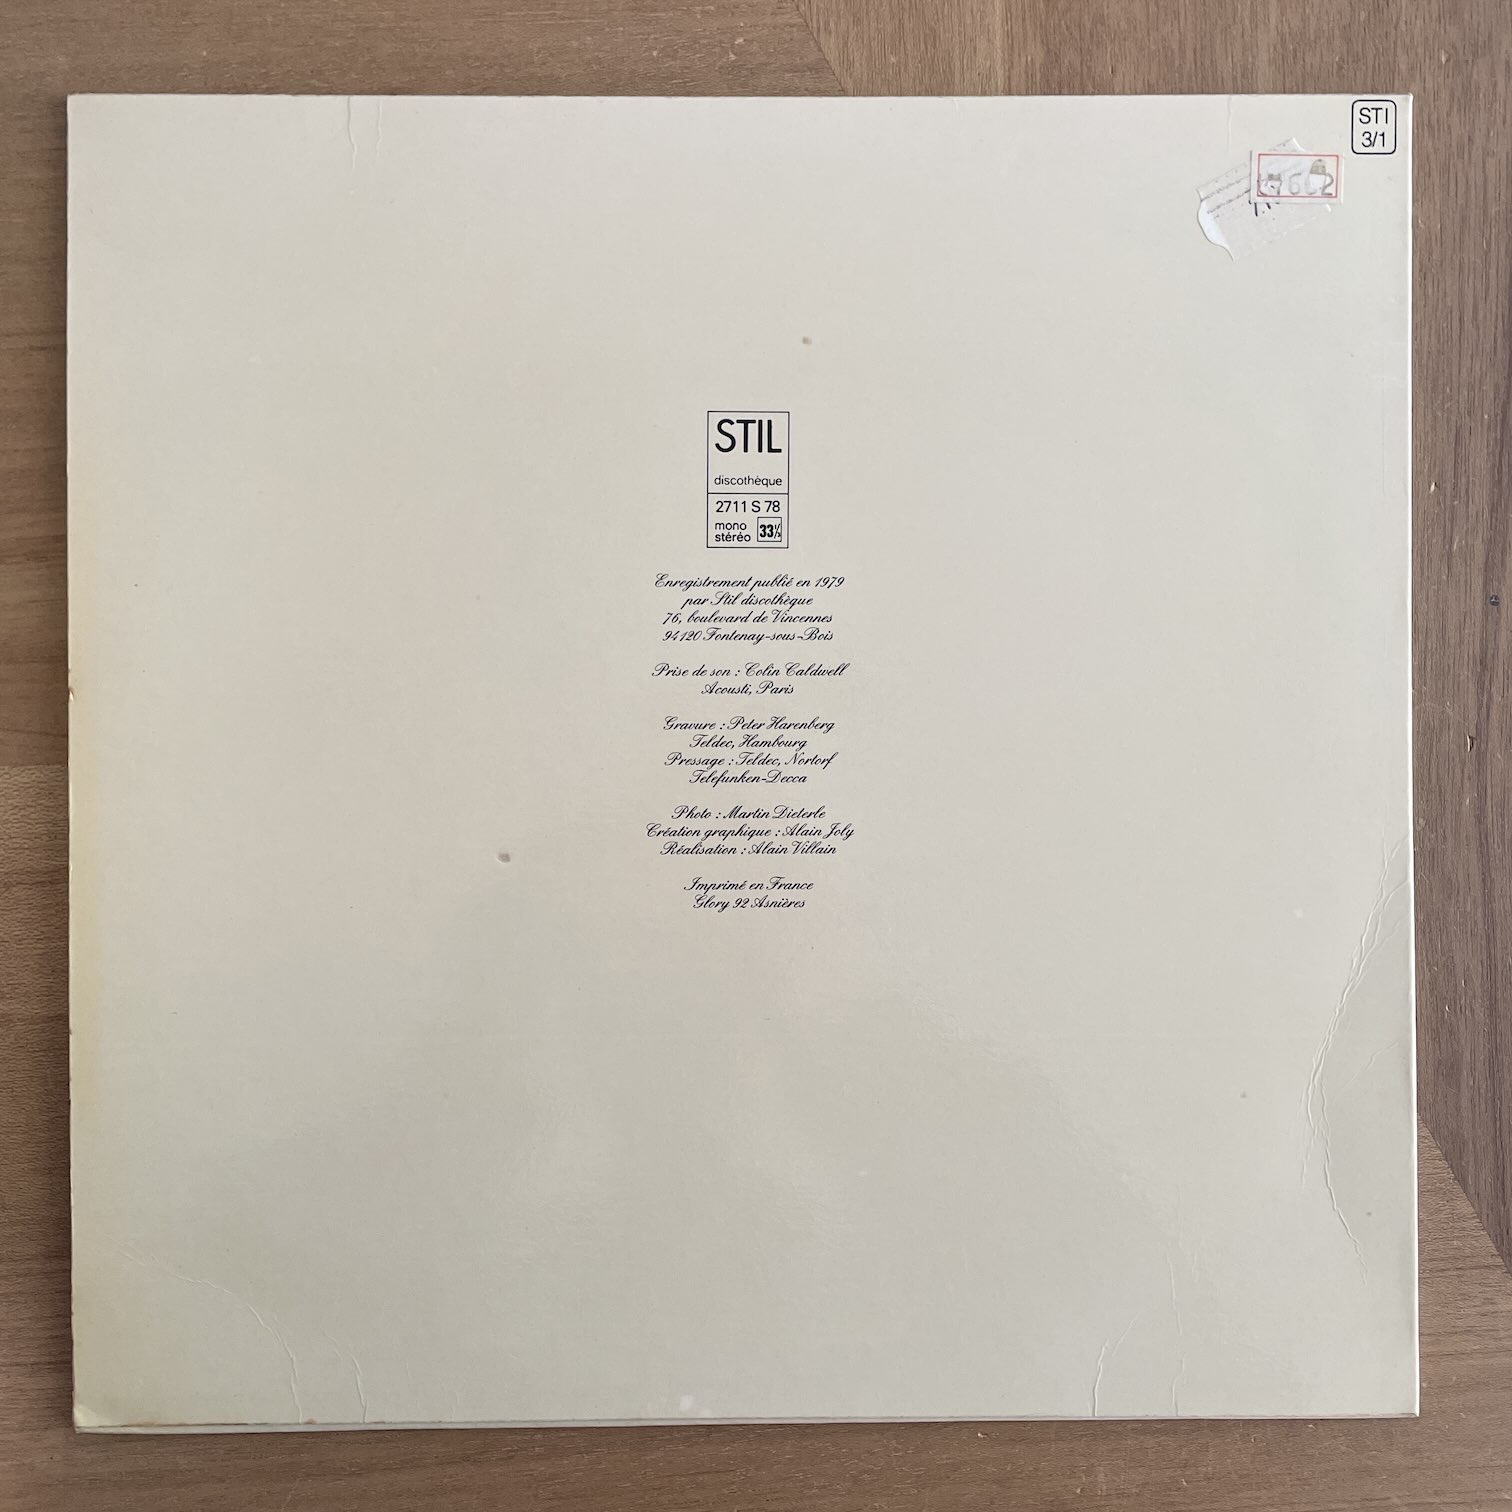 STI
3/1
STIL
discothèque
2711 S 78
mono
stéréo
33⅓
Enregistrement publié en 1979
par Stil discothèque
76, boulevard de Vincennes
94120 Fontenay-sous-Bois
Prise de son : Colin Caldwell
Acousti, Paris
Gravure : Peter Harenberg
Teldec, Hambourg
Pressage : Teldec, Nortorf
Telefunken-Decca
Photo : Martin Dieterle
Création graphique : Alain Joly
Réalisation : Alain Villain
Imprimé en France
Glory 92 Asnières